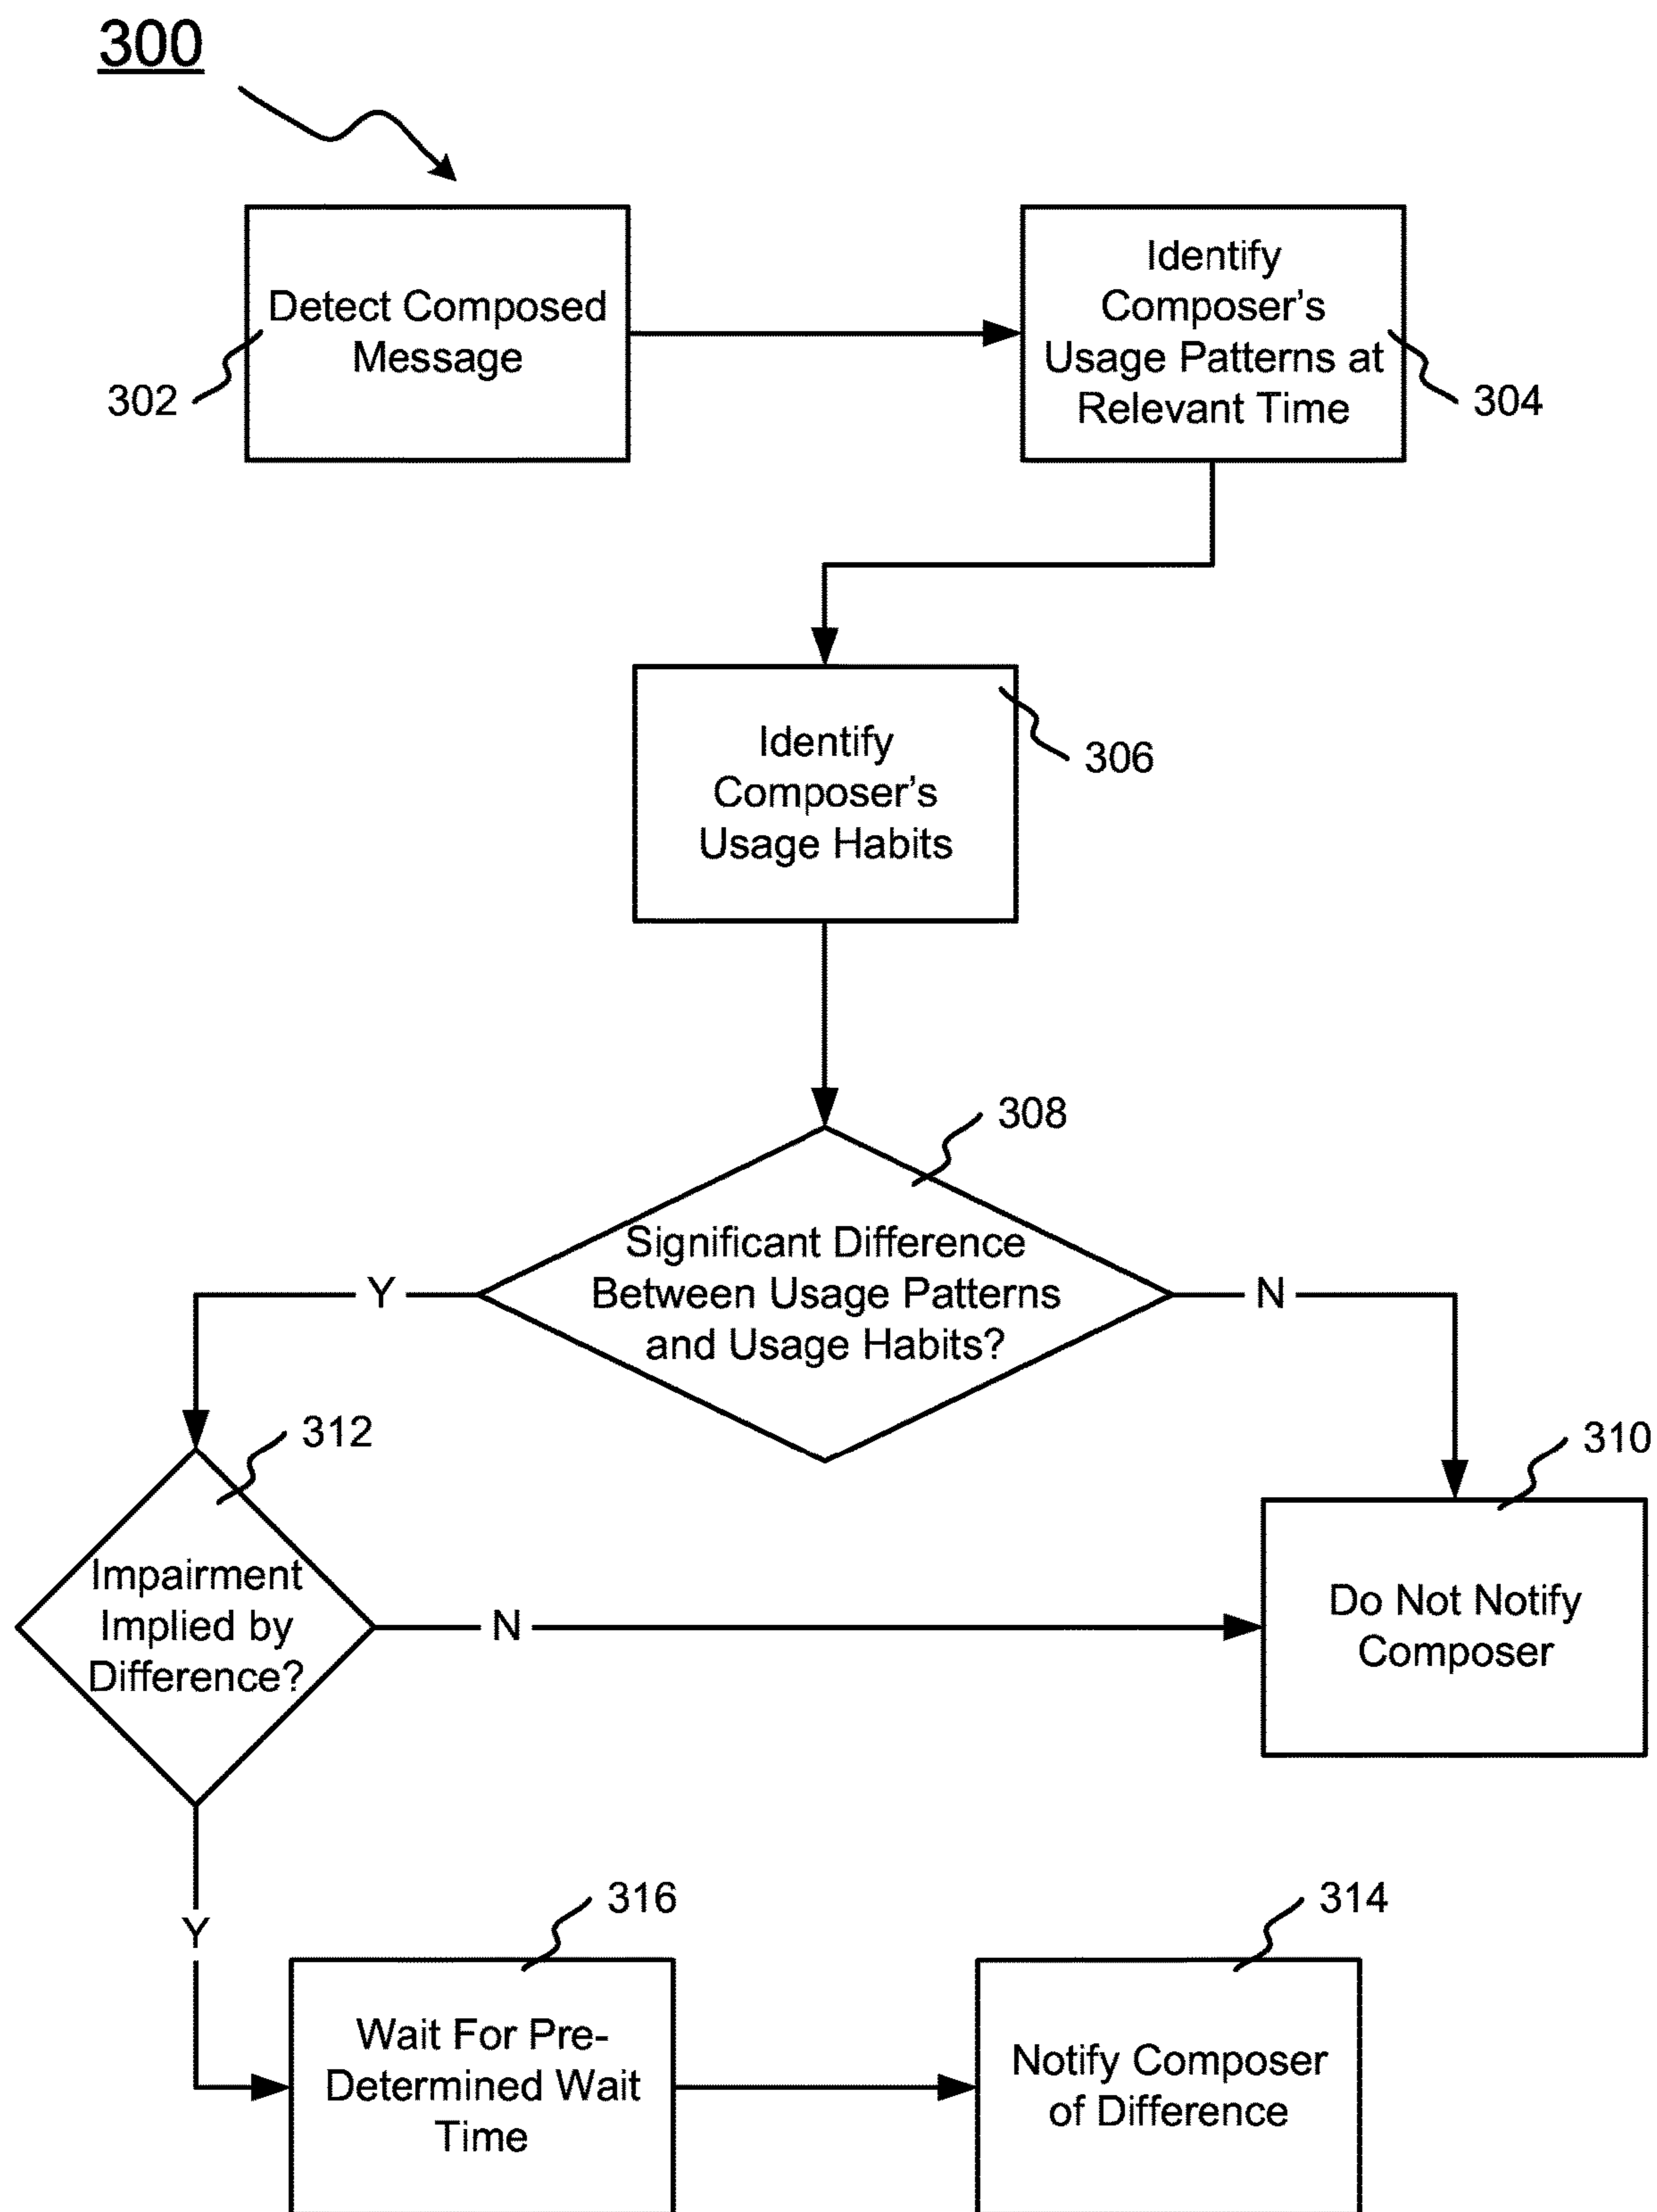 300
Detect Composed
Message
302
Identify
Composer's
Usage Patterns at
Relevant Time
304
Identify
Composer's
Usage Habits
306
308
Significant Difference
Between Usage Patterns
and Usage Habits?
Y
N
312
310
Impairment
Implied by
Difference?
N
Do Not Notify
Composer
Y
316
314
Wait For Pre-
Determined Wait
Time
Notify Composer
of Difference